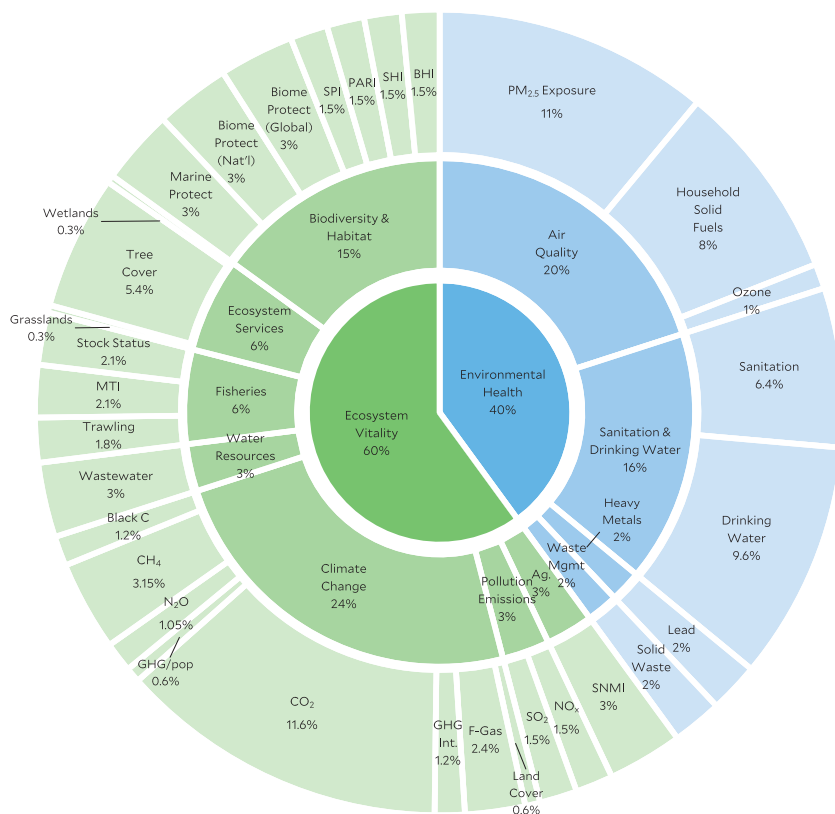 Environmental
Health
40%
Ecosystem
Vitality
60%
Air
Quality
20%
Sanitation &
Drinking Water
16%
Heavy
Metals
2%
Waste
Mgmt
2%
Ag.
3%
Pollution
Emissions
3%
Climate
Change
24%
Water
Resources
3%
Fisheries
6%
Ecosystem
Services
6%
Biodiversity &
Habitat
15%
PM2.5 Exposure
11%
Household
Solid
Fuels
8%
Ozone
1%
Sanitation
6.4%
Drinking
Water
9.6%
Lead
2%
Solid
Waste
2%
SNMI
3%
NOx
1.5%
SO2
1.5%
Land
Cover
0.6%
F-Gas
2.4%
GHG
Int.
1.2%
CO2
11.6%
GHG/pop
0.6%
N2O
1.05%
CH4
3.15%
Black C
1.2%
Wastewater
3%
Trawling
1.8%
MTI
2.1%
Stock Status
2.1%
Grasslands
0.3%
Tree
Cover
5.4%
Wetlands
0.3%
Marine
Protect
3%
Biome
Protect
(Nat'l)
3%
Biome
Protect
(Global)
3%
SPI
1.5%
PARI
1.5%
SHI
1.5%
BHI
1.5%